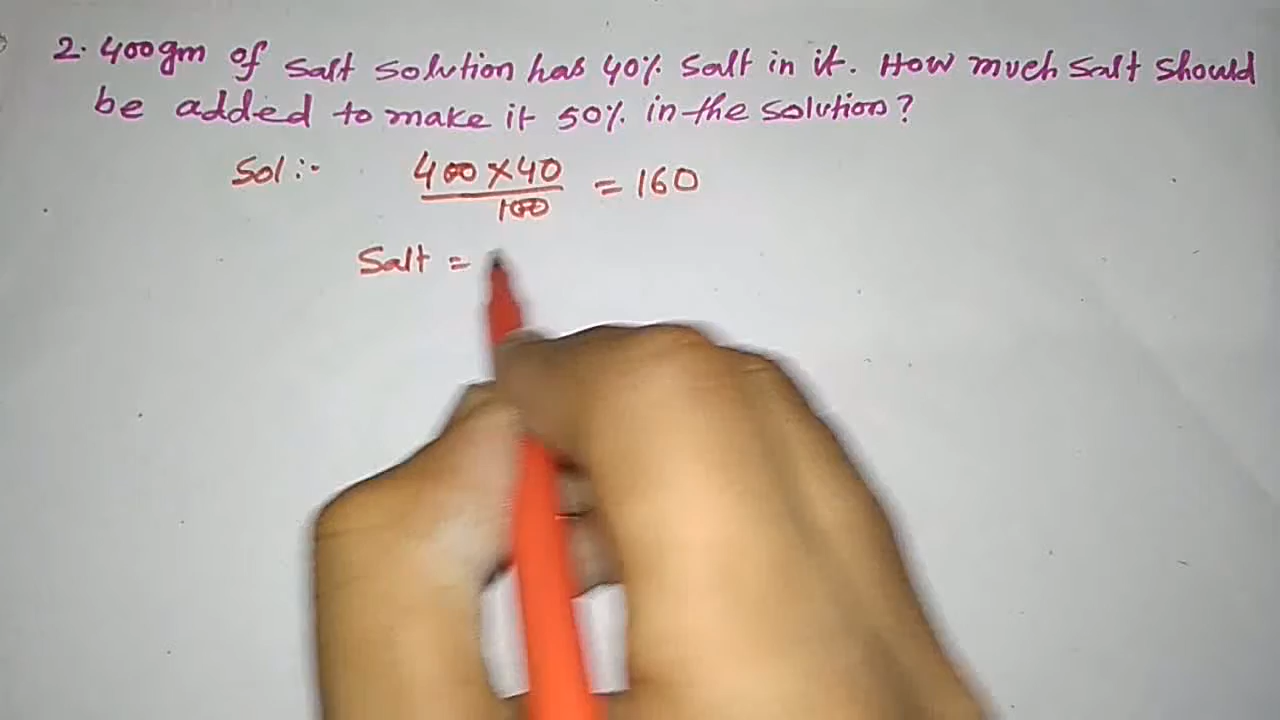 2. 400gm of salt solution has 40% salt in it. How much salt should
be added to make it 50% in the solution?
Sol :- 400 × 40 / 100 = 160
Salt =